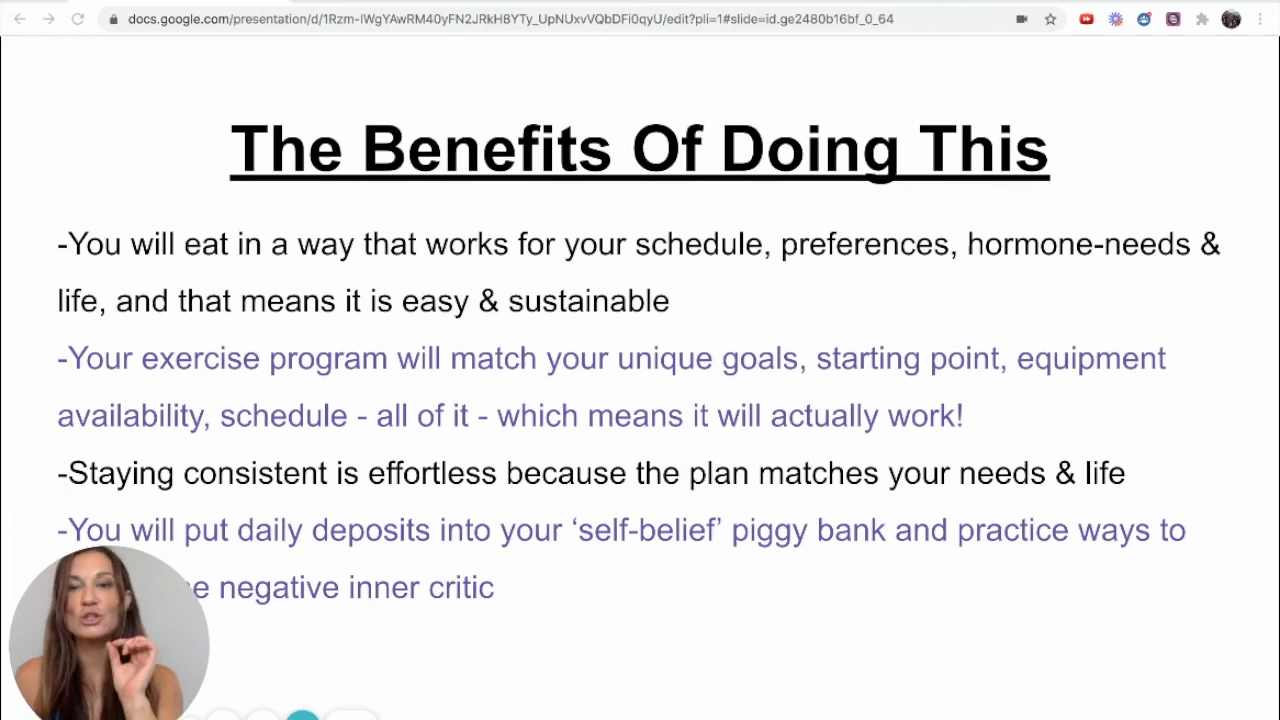 docs.google.com/presentation/d/1Rzm-IWgYAwRM40yFN2JRkH8YTy_UpNUxvVQbDFi0qyU/edit?pli=1#slide=id.ge2480b16bf_0_64
The Benefits Of Doing This
-You will eat in a way that works for your schedule, preferences, hormone-needs &
life, and that means it is easy & sustainable
-Your exercise program will match your unique goals, starting point, equipment
availability, schedule - all of it - which means it will actually work!
-Staying consistent is effortless because the plan matches your needs & life
-You will put daily deposits into your ‘self-belief’ piggy bank and practice ways to
negative inner critic